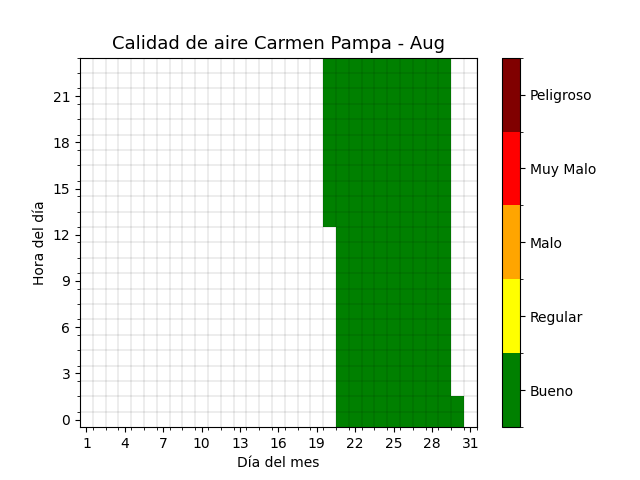 Calidad de aire Carmen Pampa - Aug
Hora del día
21
18
15
12
9
6
3
0
1 4 7 10 13 16 19 22 25 28 31
Día del mes
Peligroso
Muy Malo
Malo
Regular
Bueno